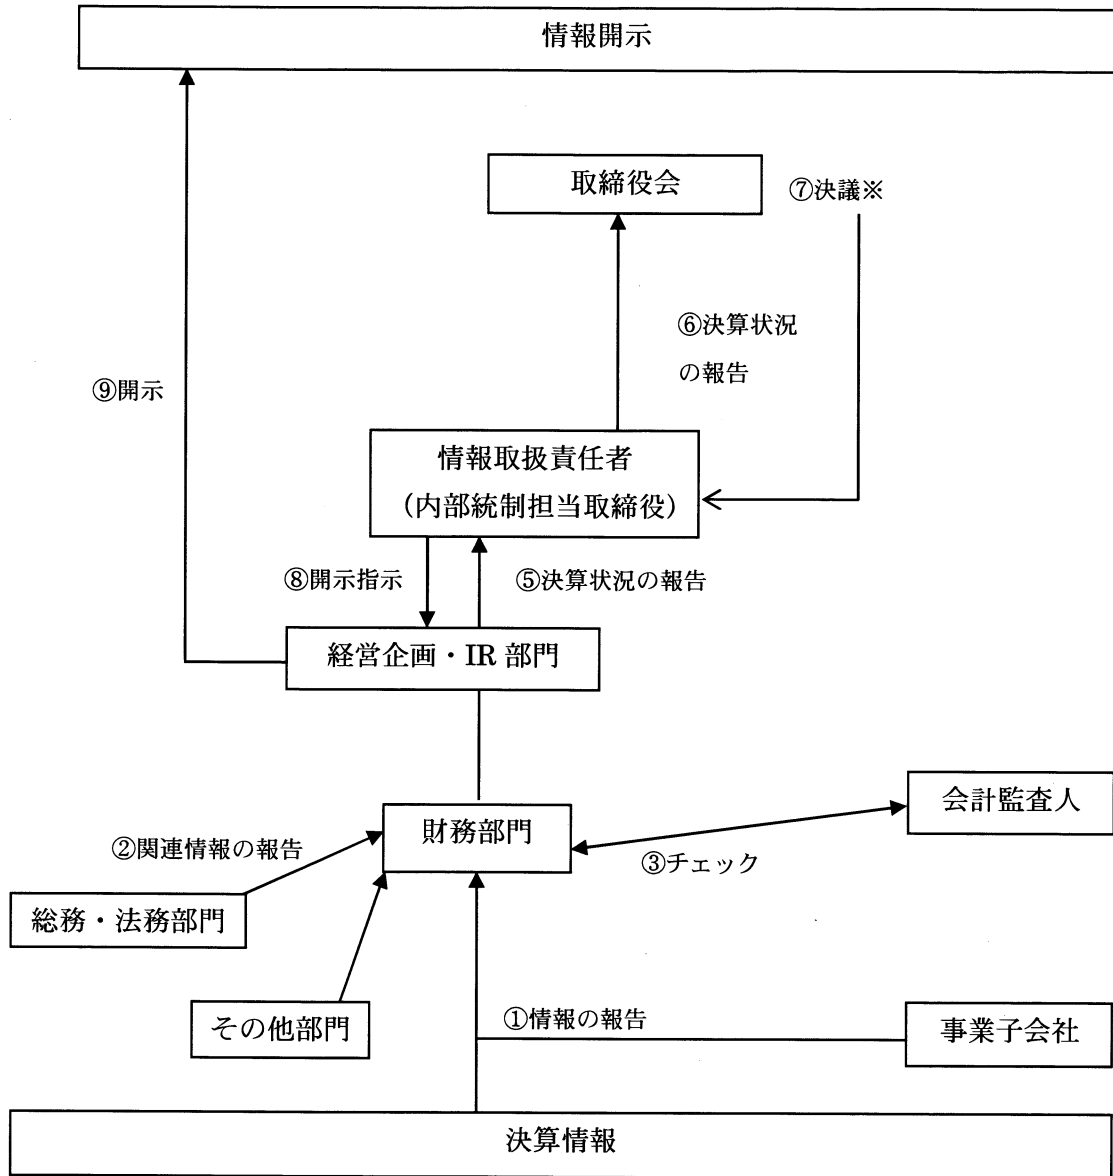 情報開示
取締役会
⑦決議※
⑥決算状況
の報告
⑨開示
情報取扱責任者
（内部統制担当取締役）
⑧開示指示
⑤決算状況の報告
経営企画・IR 部門
会計監査人
財務部門
②関連情報の報告
③チェック
総務・法務部門
その他部門
①情報の報告
事業子会社
決算情報